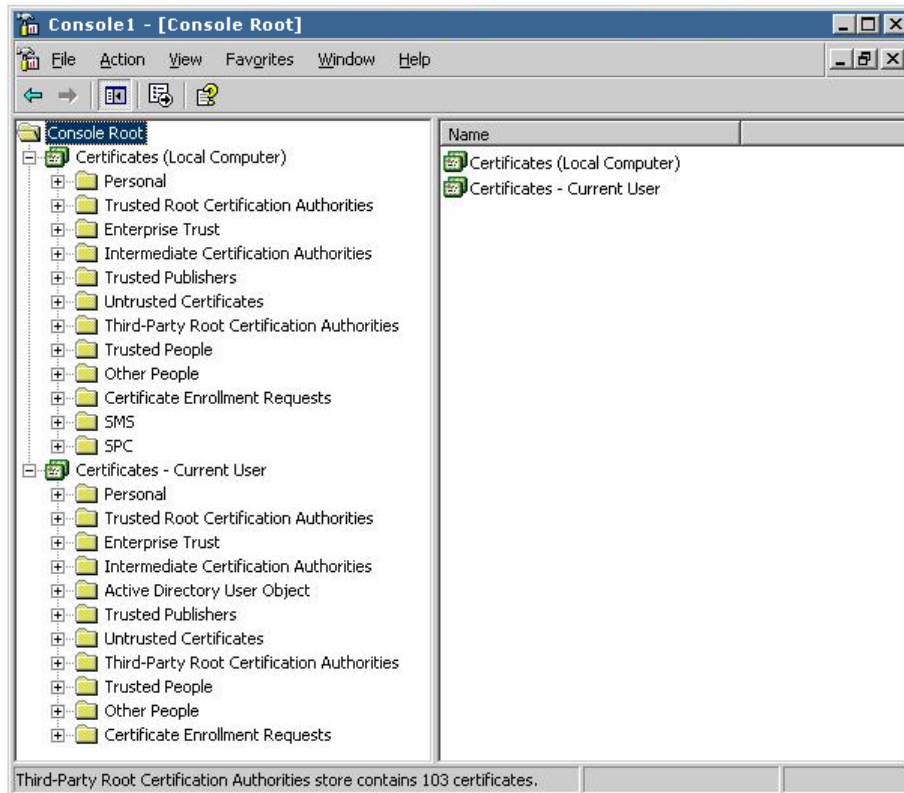 Console1 - [Console Root]
File Action View Favorites Window Help
Console Root
Certificates (Local Computer)
Personal
Trusted Root Certification Authorities
Enterprise Trust
Intermediate Certification Authorities
Trusted Publishers
Untrusted Certificates
Third-Party Root Certification Authorities
Trusted People
Other People
Certificate Enrollment Requests
SMS
SPC
Certificates - Current User
Personal
Trusted Root Certification Authorities
Enterprise Trust
Intermediate Certification Authorities
Active Directory User Object
Trusted Publishers
Untrusted Certificates
Third-Party Root Certification Authorities
Trusted People
Other People
Certificate Enrollment Requests
Name
Certificates (Local Computer)
Certificates - Current User
Third-Party Root Certification Authorities store contains 103 certificates.